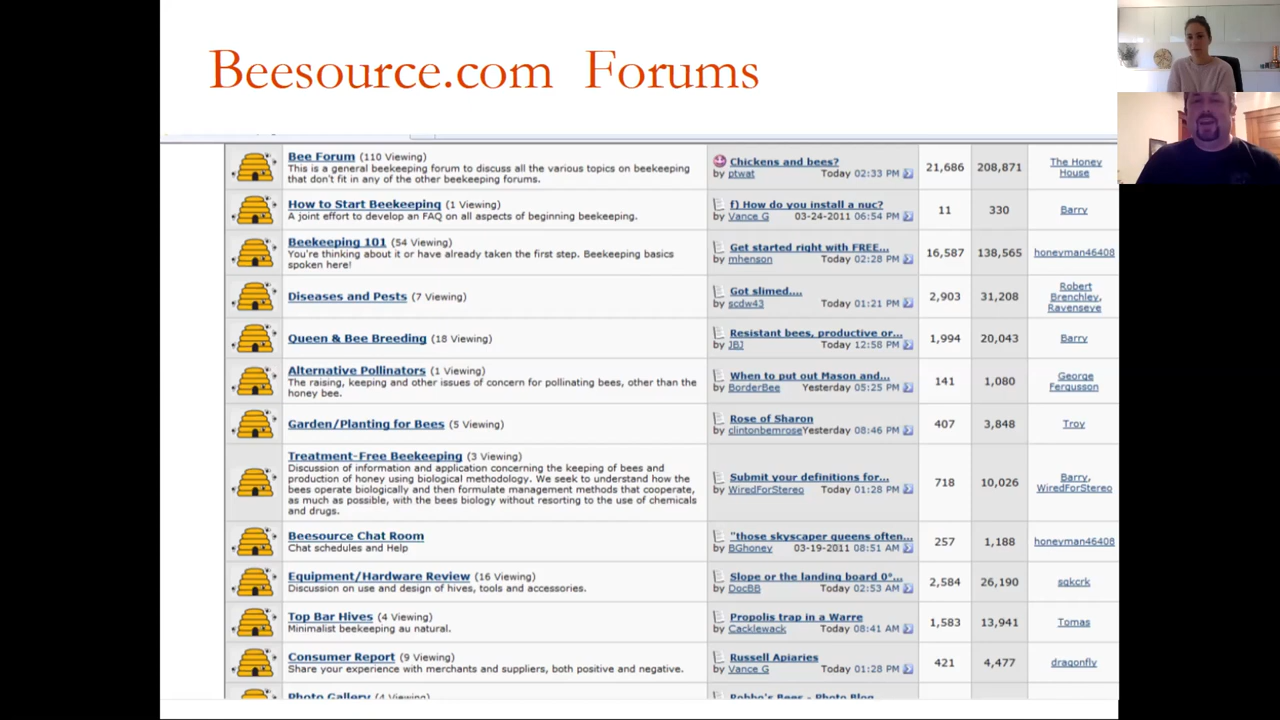 Beesource.com Forums
Bee Forum (110 Viewing)
This is a general beekeeping forum to discuss all the various topics on beekeeping
that don't fit in any of the other beekeeping forums.
Chickens and bees?
by ptwat Today 02:33 PM
21,686 208,871
The Honey
House
How to Start Beekeeping (1 Viewing)
A joint effort to develop an FAQ on all aspects of beginning beekeeping.
f) How do you install a nuc?
by Vance G 03-24-2011 06:54 PM
11 330
Barry
Beekeeping 101 (54 Viewing)
You're thinking about it or have already taken the first step. Beekeeping basics
spoken here!
Get started right with FREE...
by mhenson Today 02:28 PM
16,587 138,565
honeyman46408
Diseases and Pests (7 Viewing)
Got slimed....
by scdw43 Today 01:21 PM
2,903 31,208
Robert
Brenchley,
Ravenseye
Queen & Bee Breeding (18 Viewing)
Resistant bees, productive or...
by JBJ Today 12:58 PM
1,994 20,043
Barry
Alternative Pollinators (1 Viewing)
The raising, keeping and other issues of concern for pollinating bees, other than the
honey bee.
When to put out Mason and...
by BorderBee Yesterday 05:25 PM
141 1,080
George
Fergusson
Garden/Planting for Bees (5 Viewing)
Rose of Sharon
by clintonbemrose Yesterday 08:46 PM
407 3,848
Troy
Treatment-Free Beekeeping (3 Viewing)
Discussion of information and application concerning the keeping of bees and
production of honey using biological methodology. We seek to understand how the
bees operate biologically and then formulate management methods that cooperate,
as much as possible, with the bees biology without resorting to the use of chemicals
and drugs.
Submit your definitions for...
by WiredForStereo Today 01:28 PM
718 10,026
Barry,
WiredForStereo
Beesource Chat Room
Chat schedules and Help
"those skyscaper queens often...
by BGhoney 03-19-2011 08:51 AM
257 1,188
honeyman46408
Equipment/Hardware Review (16 Viewing)
Discussion on use and design of hives, tools and accessories.
Slope or the landing board 0°...
by DocBB Today 02:53 AM
2,584 26,190
sqkcrk
Top Bar Hives (4 Viewing)
Minimalist beekeeping au natural.
Propolis trap in a Warre
by Cacklewack Today 08:41 AM
1,583 13,941
Tomas
Consumer Report (9 Viewing)
Share your experience with merchants and suppliers, both positive and negative.
Russell Apiaries
by Vance G Today 01:28 PM
421 4,477
dragonfly
Photo Gallery (4 Viewing)
Robbo's Bees - Photo Blog